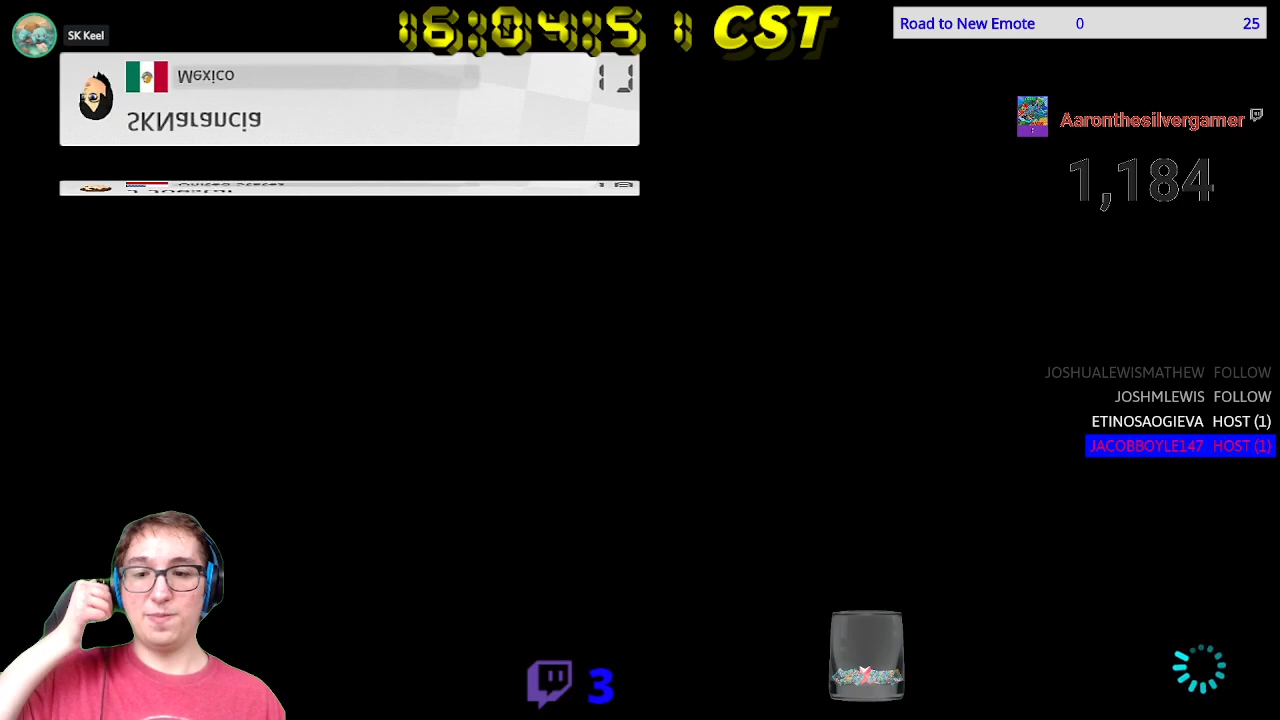 SK Keel
16:04:51 CST
Road to New Emote 0 25
Mexico
SKNarancia
Aaronthesilvergamer
1,184
JOSHUALEWISMATHEW FOLLOW
JOSHMLEWIS FOLLOW
ETINOSAOGIEVA HOST (1)
JACOBBOYLE147 HOST (1)
3